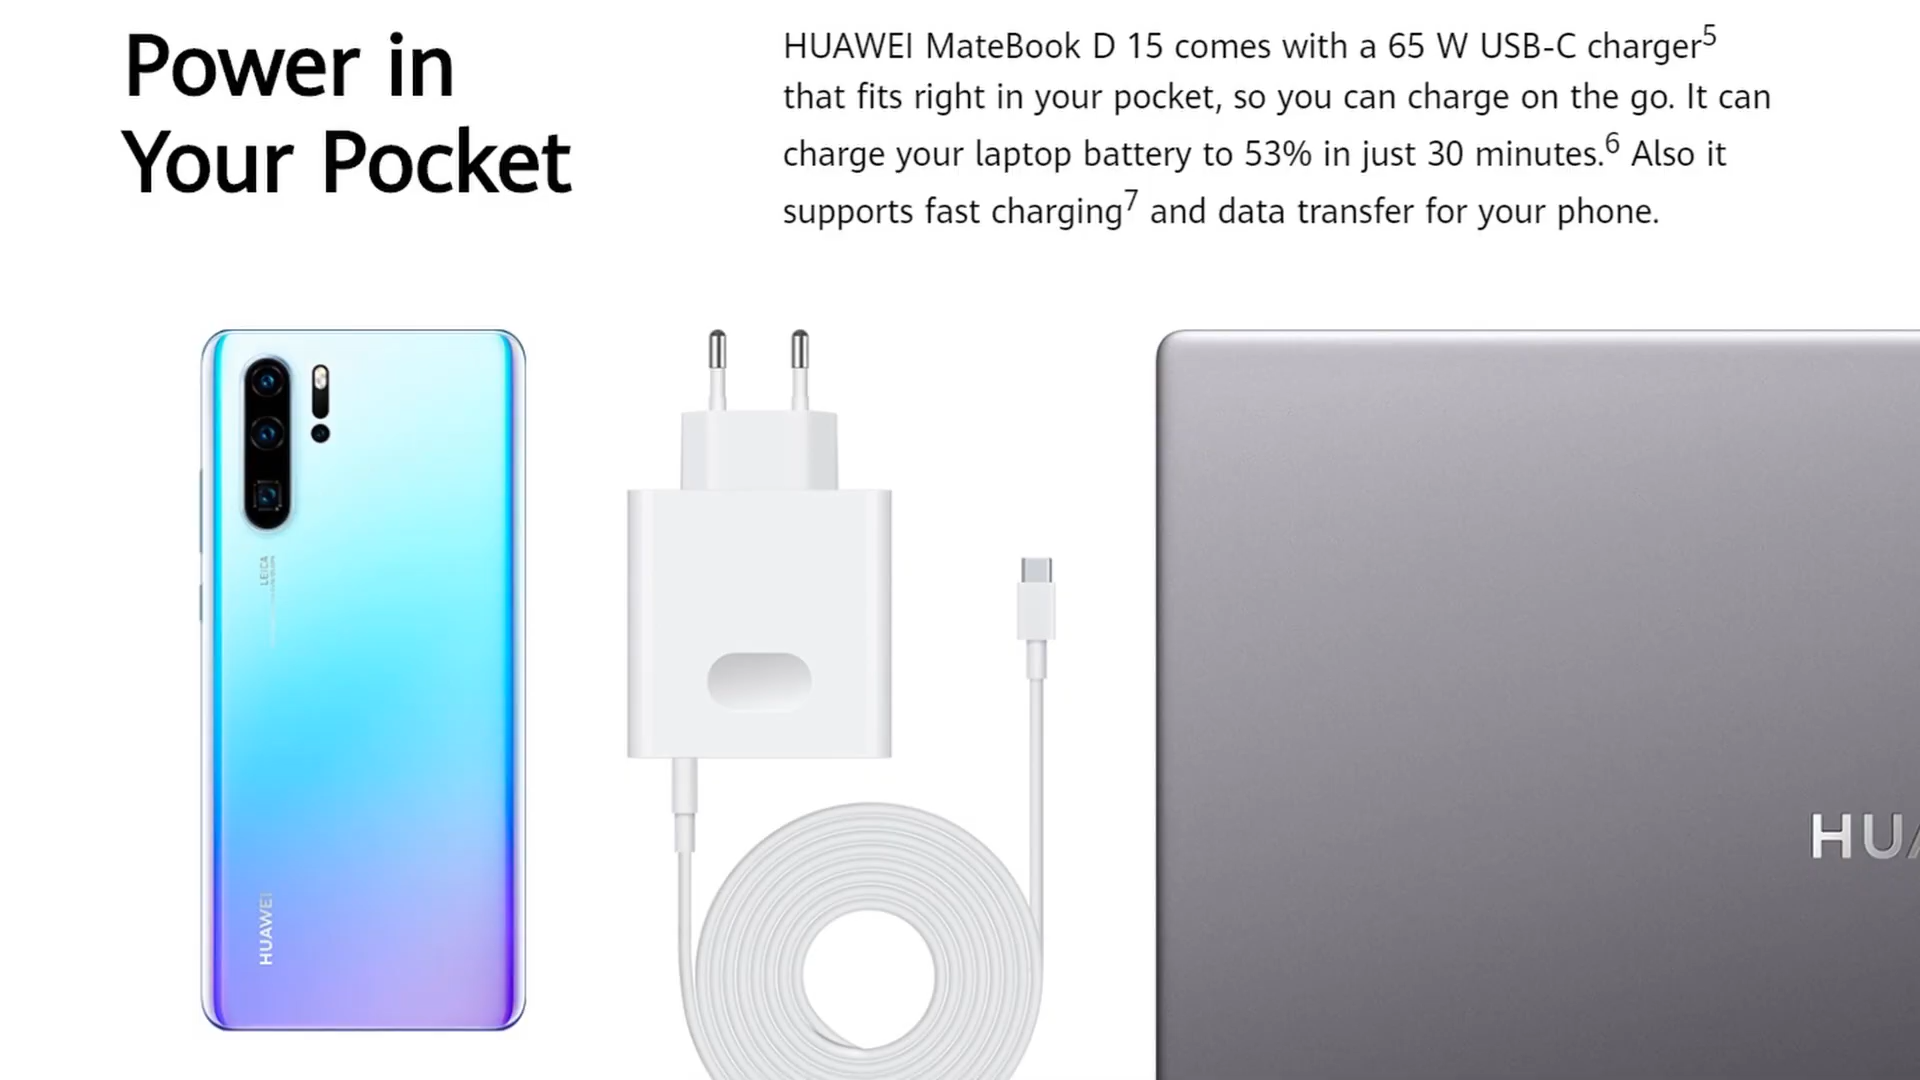 Power in
Your Pocket
HUAWEI MateBook D 15 comes with a 65 W USB-C charger5
that fits right in your pocket, so you can charge on the go. It can
charge your laptop battery to 53% in just 30 minutes.6 Also it
supports fast charging7 and data transfer for your phone.
LEICA
HUAWEI
HUA